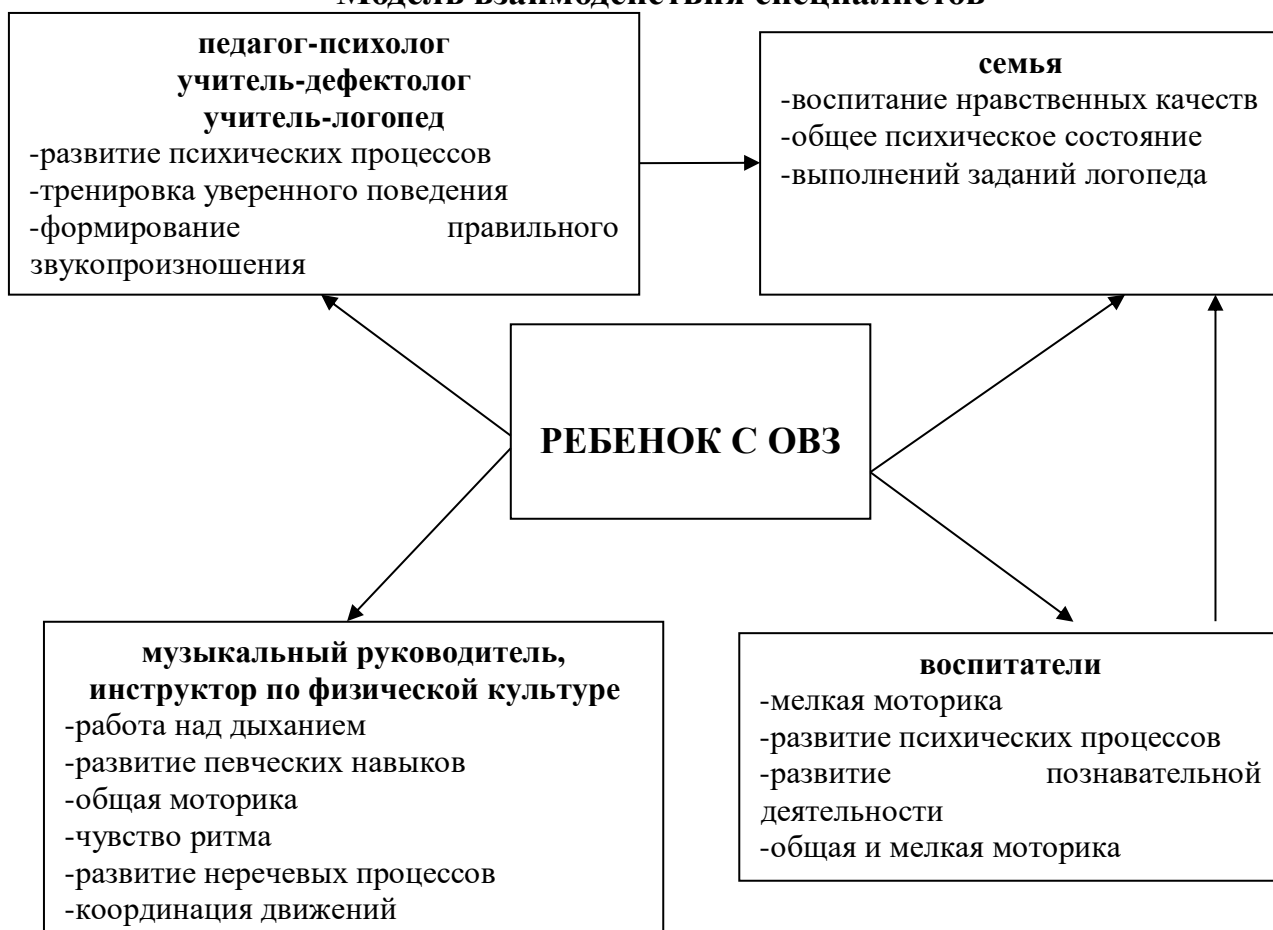 Модель взаимодействия специалистов
педагог-психолог
учитель-дефектолог
учитель-логопед
-развитие психических процессов
-тренировка уверенного поведения
-формирование правильного
звукопроизношения
семья
-воспитание нравственных качеств
-общее психическое состояние
-выполнений заданий логопеда
РЕБЕНОК С ОВЗ
музыкальный руководитель,
инструктор по физической культуре
-работа над дыханием
-развитие певческих навыков
-общая моторика
-чувство ритма
-развитие неречевых процессов
-координация движений
воспитатели
-мелкая моторика
-развитие психических процессов
-развитие познавательной
деятельности
-общая и мелкая моторика